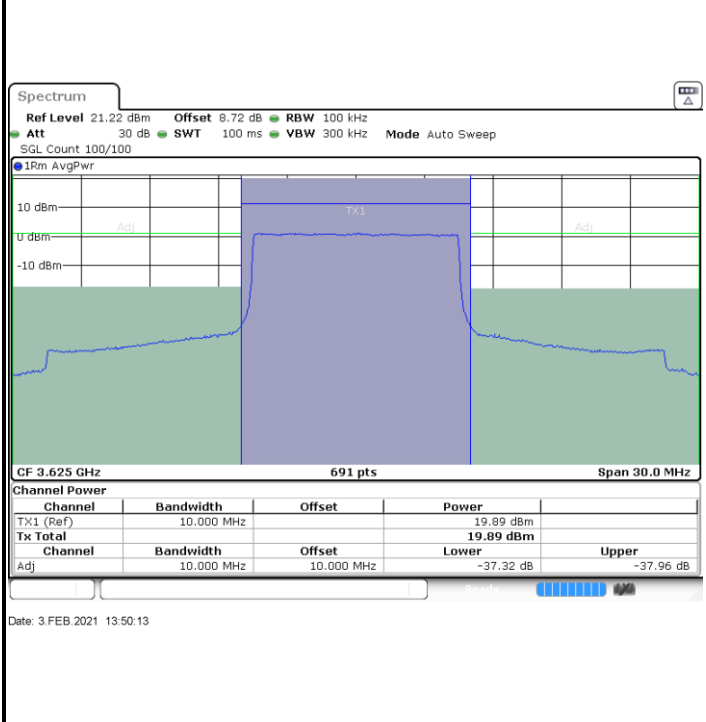 Spectrum
Ref Level 21.22 dBm Offset 8.72 dB RBW 100 kHz
Att 30 dB SWT 100 ms VBW 300 kHz Mode Auto Sweep
SGL Count 100/100
1Rm AvgPwr
10 dBm
TX1
Adj Adj
0 dBm
-10 dBm
CF 3.625 GHz 691 pts Span 30.0 MHz
Channel Power
Channel Bandwidth Offset Power
TX1 (Ref) 10.000 MHz 19.89 dBm
Tx Total 19.89 dBm
Channel Bandwidth Offset Lower Upper
Adj 10.000 MHz 10.000 MHz -37.32 dB -37.96 dB
Ready
Date: 3.FEB.2021 13:50:13